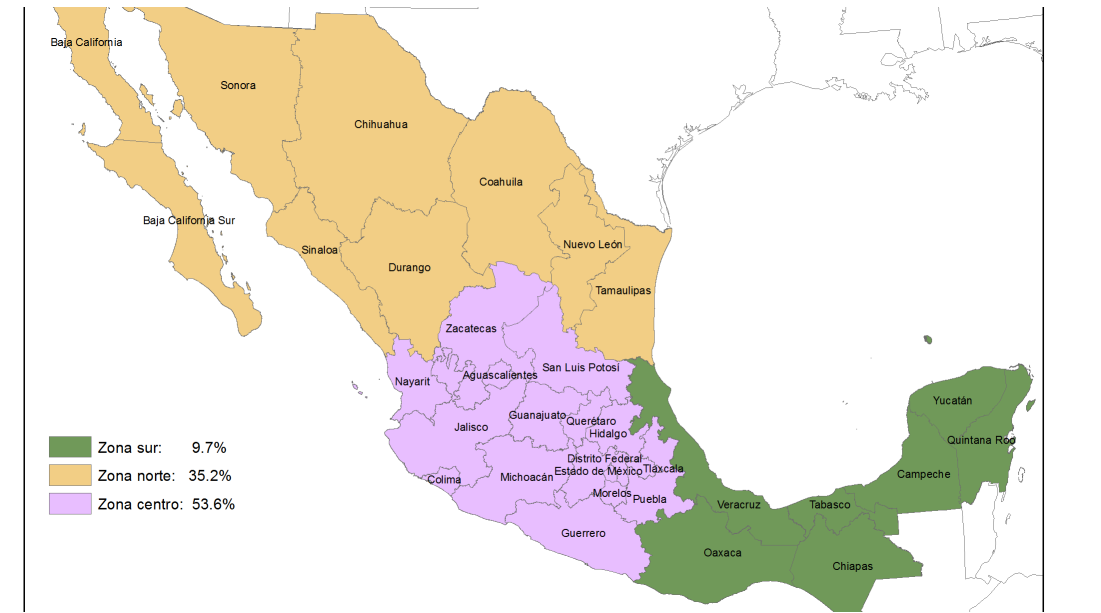 Baja California
Sonora
Chihuahua
Coahuila
Baja California Sur
Nuevo León
Sinaloa
Durango
Tamaulipas
Zacatecas
San Luis Potosí
Aguascalientes
Nayarit
Yucatán
Guanajuato
Querétaro
Jalisco
Hidalgo
Quintana Roo
Zona sur: 9.7%
Distrito Federal
Estado de México
Tlaxcala
Zona norte: 35.2%
Colima
Michoacán
Campeche
Morelos
Puebla
Zona centro: 53.6%
Veracruz
Tabasco
Guerrero
Oaxaca
Chiapas